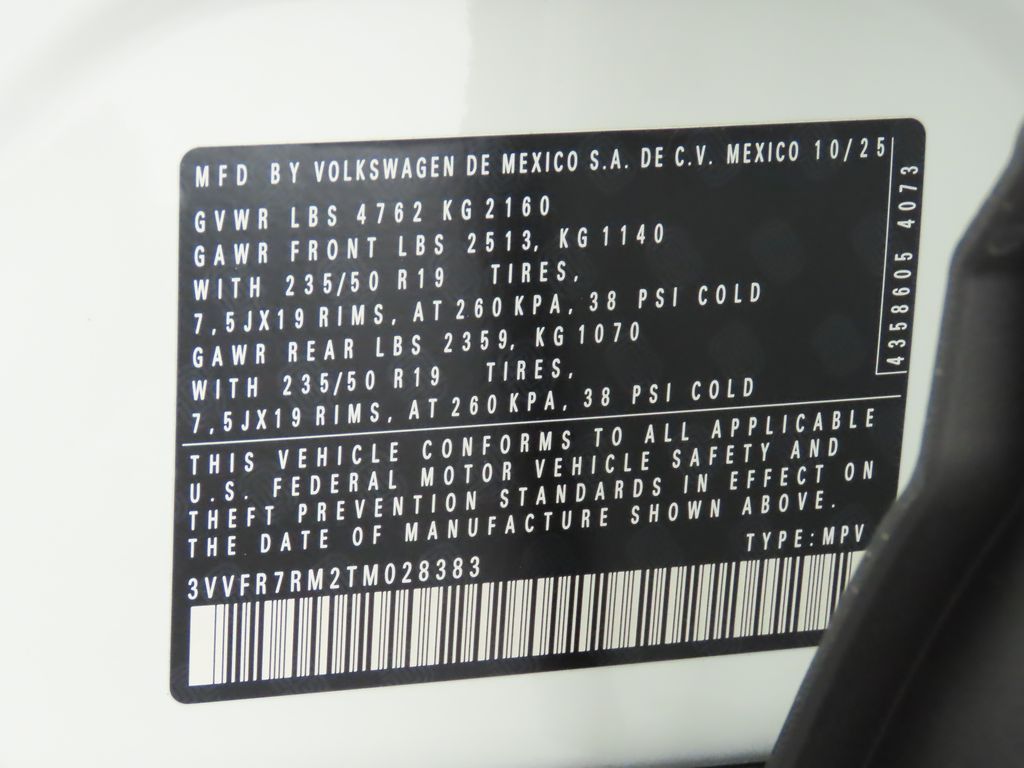 MFD BY VOLKSWAGEN DE MEXICO S.A. DE C.V. MEXICO 10/25
GVWR LBS 4762 KG 2160
GAWR FRONT LBS 2513, KG 1140
WITH 235/50 R19 TIRES,
7,5JX19 RIMS, AT 260 KPA, 38 PSI COLD
GAWR REAR LBS 2359, KG 1070
WITH 235/50 R19 TIRES,
7,5JX19 RIMS, AT 260 KPA, 38 PSI COLD
4358605 4073
THIS VEHICLE CONFORMS TO ALL APPLICABLE
U.S. FEDERAL MOTOR VEHICLE SAFETY AND
THEFT PREVENTION STANDARDS IN EFFECT ON
THE DATE OF MANUFACTURE SHOWN ABOVE.
TYPE: MPV
3VVFR7RM2TM028383